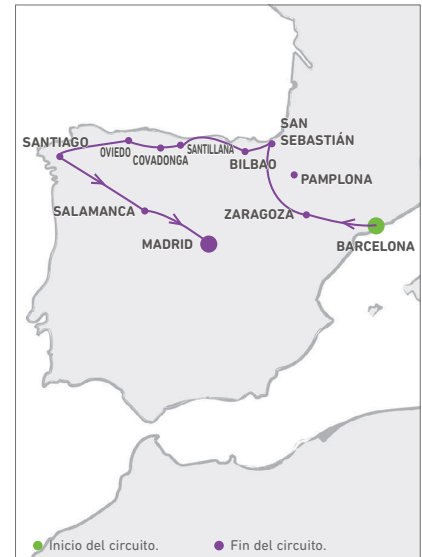 SAN
SEBASTIÁN
SANTIAGO
OVIEDO
COVADONGA
SANTILLANA
BILBAO
PAMPLONA
SALAMANCA
ZARAGOZA
MADRID
BARCELONA
Inicio del circuito.
Fin del circuito.